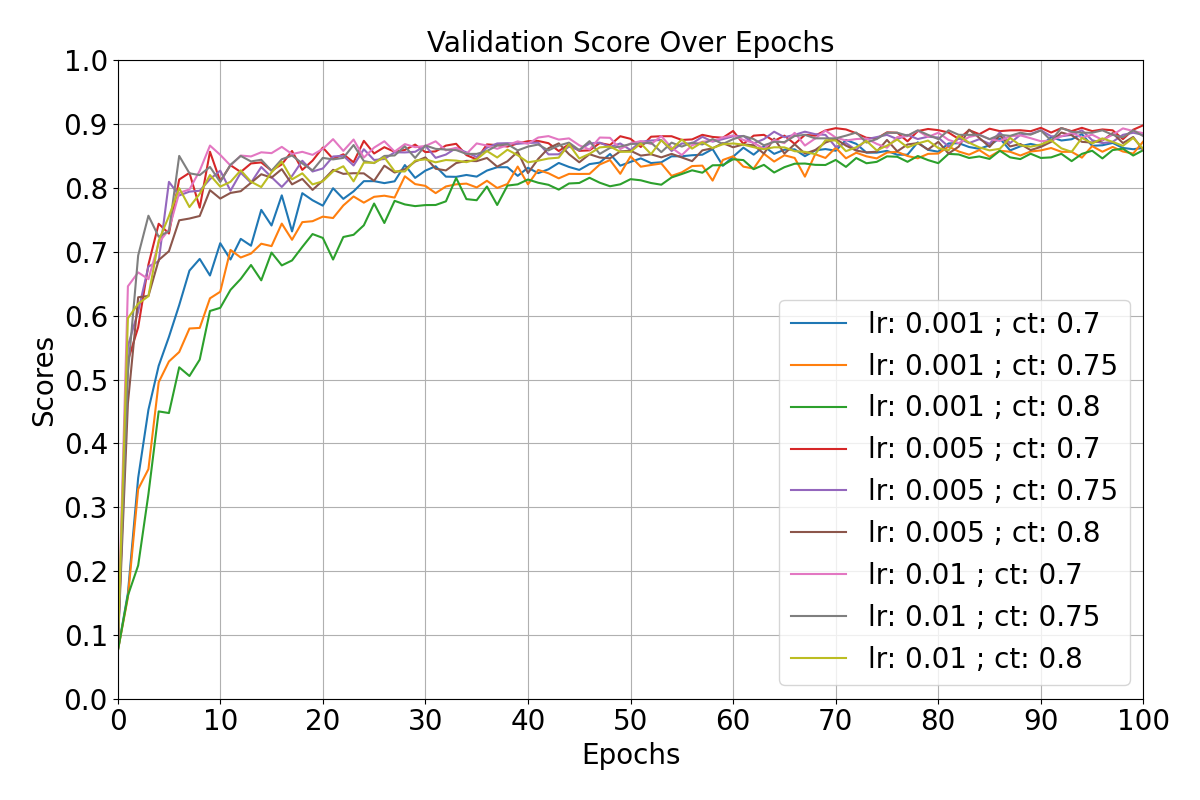 Validation Score Over Epochs
Scores
1.0
0.9
0.8
0.7
0.6
0.5
0.4
0.3
0.2
0.1
0.0
lr: 0.001 ; ct: 0.7
lr: 0.001 ; ct: 0.75
lr: 0.001 ; ct: 0.8
lr: 0.005 ; ct: 0.7
lr: 0.005 ; ct: 0.75
lr: 0.005 ; ct: 0.8
lr: 0.01 ; ct: 0.7
lr: 0.01 ; ct: 0.75
lr: 0.01 ; ct: 0.8
0 10 20 30 40 50 60 70 80 90 100
Epochs